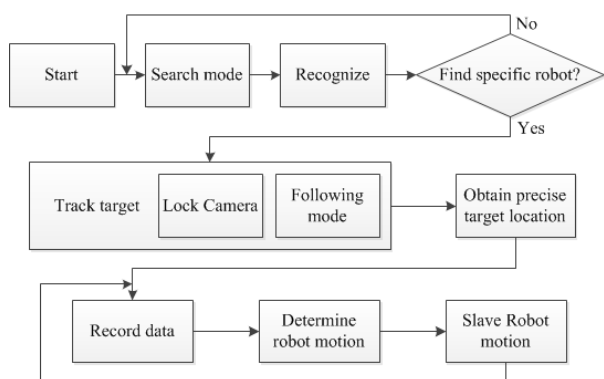 No
Start
Search mode
Recognize
Find specific robot?
Yes
Track target
Lock Camera
Following
mode
Obtain precise
target location
Record data
Determine
robot motion
Slave Robot
motion